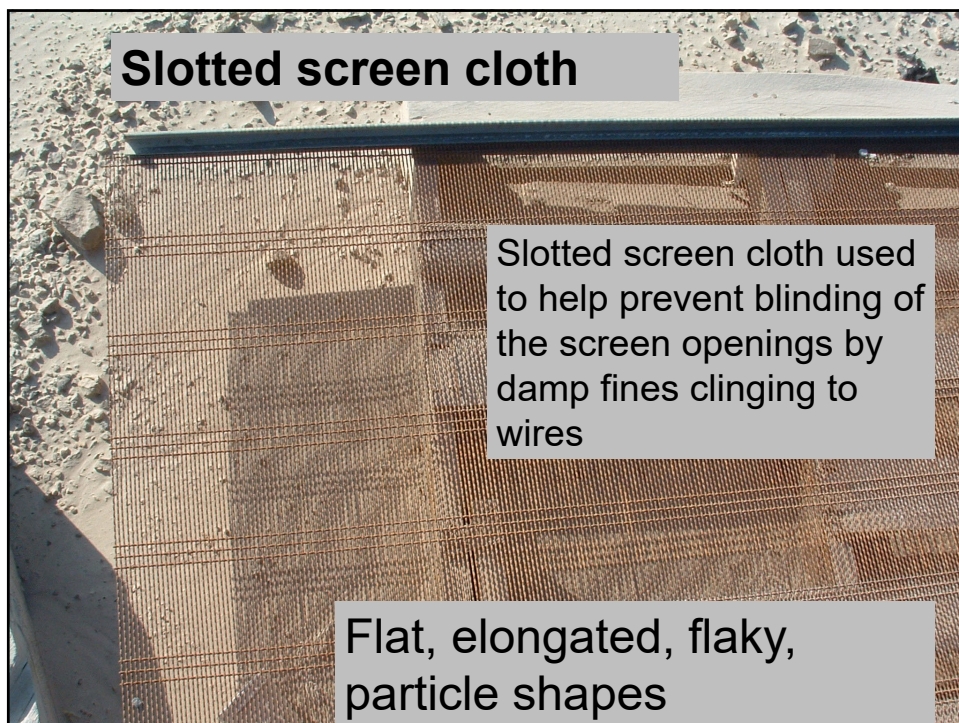 Slotted screen cloth
Slotted screen cloth used
to help prevent blinding of
the screen openings by
damp fines clinging to
wires
Flat, elongated, flaky,
particle shapes